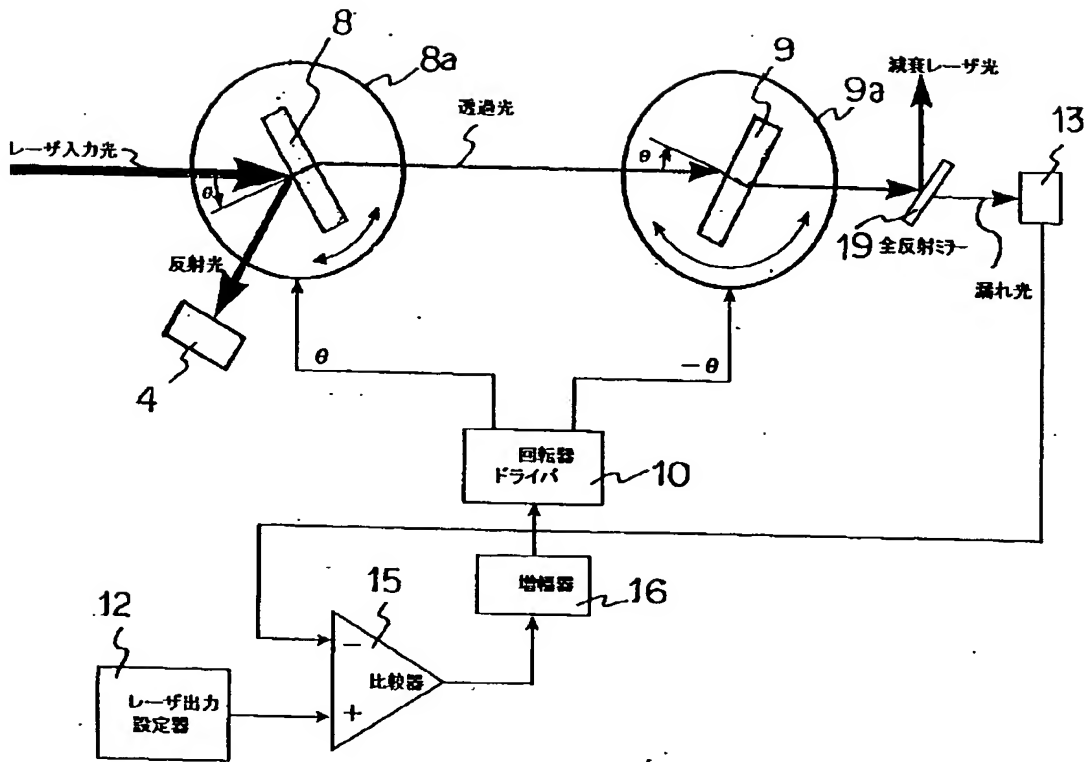 8
8a
9
9a
減衰レーザ光
13
透過光
レーザ入力光
θ
θ
19
全反射ミラー
反射光
漏れ光
4
θ
-θ
回転器
ドライバ
10
増幅器
16
15
12
-
比較器
+
レーザ出力
設定器